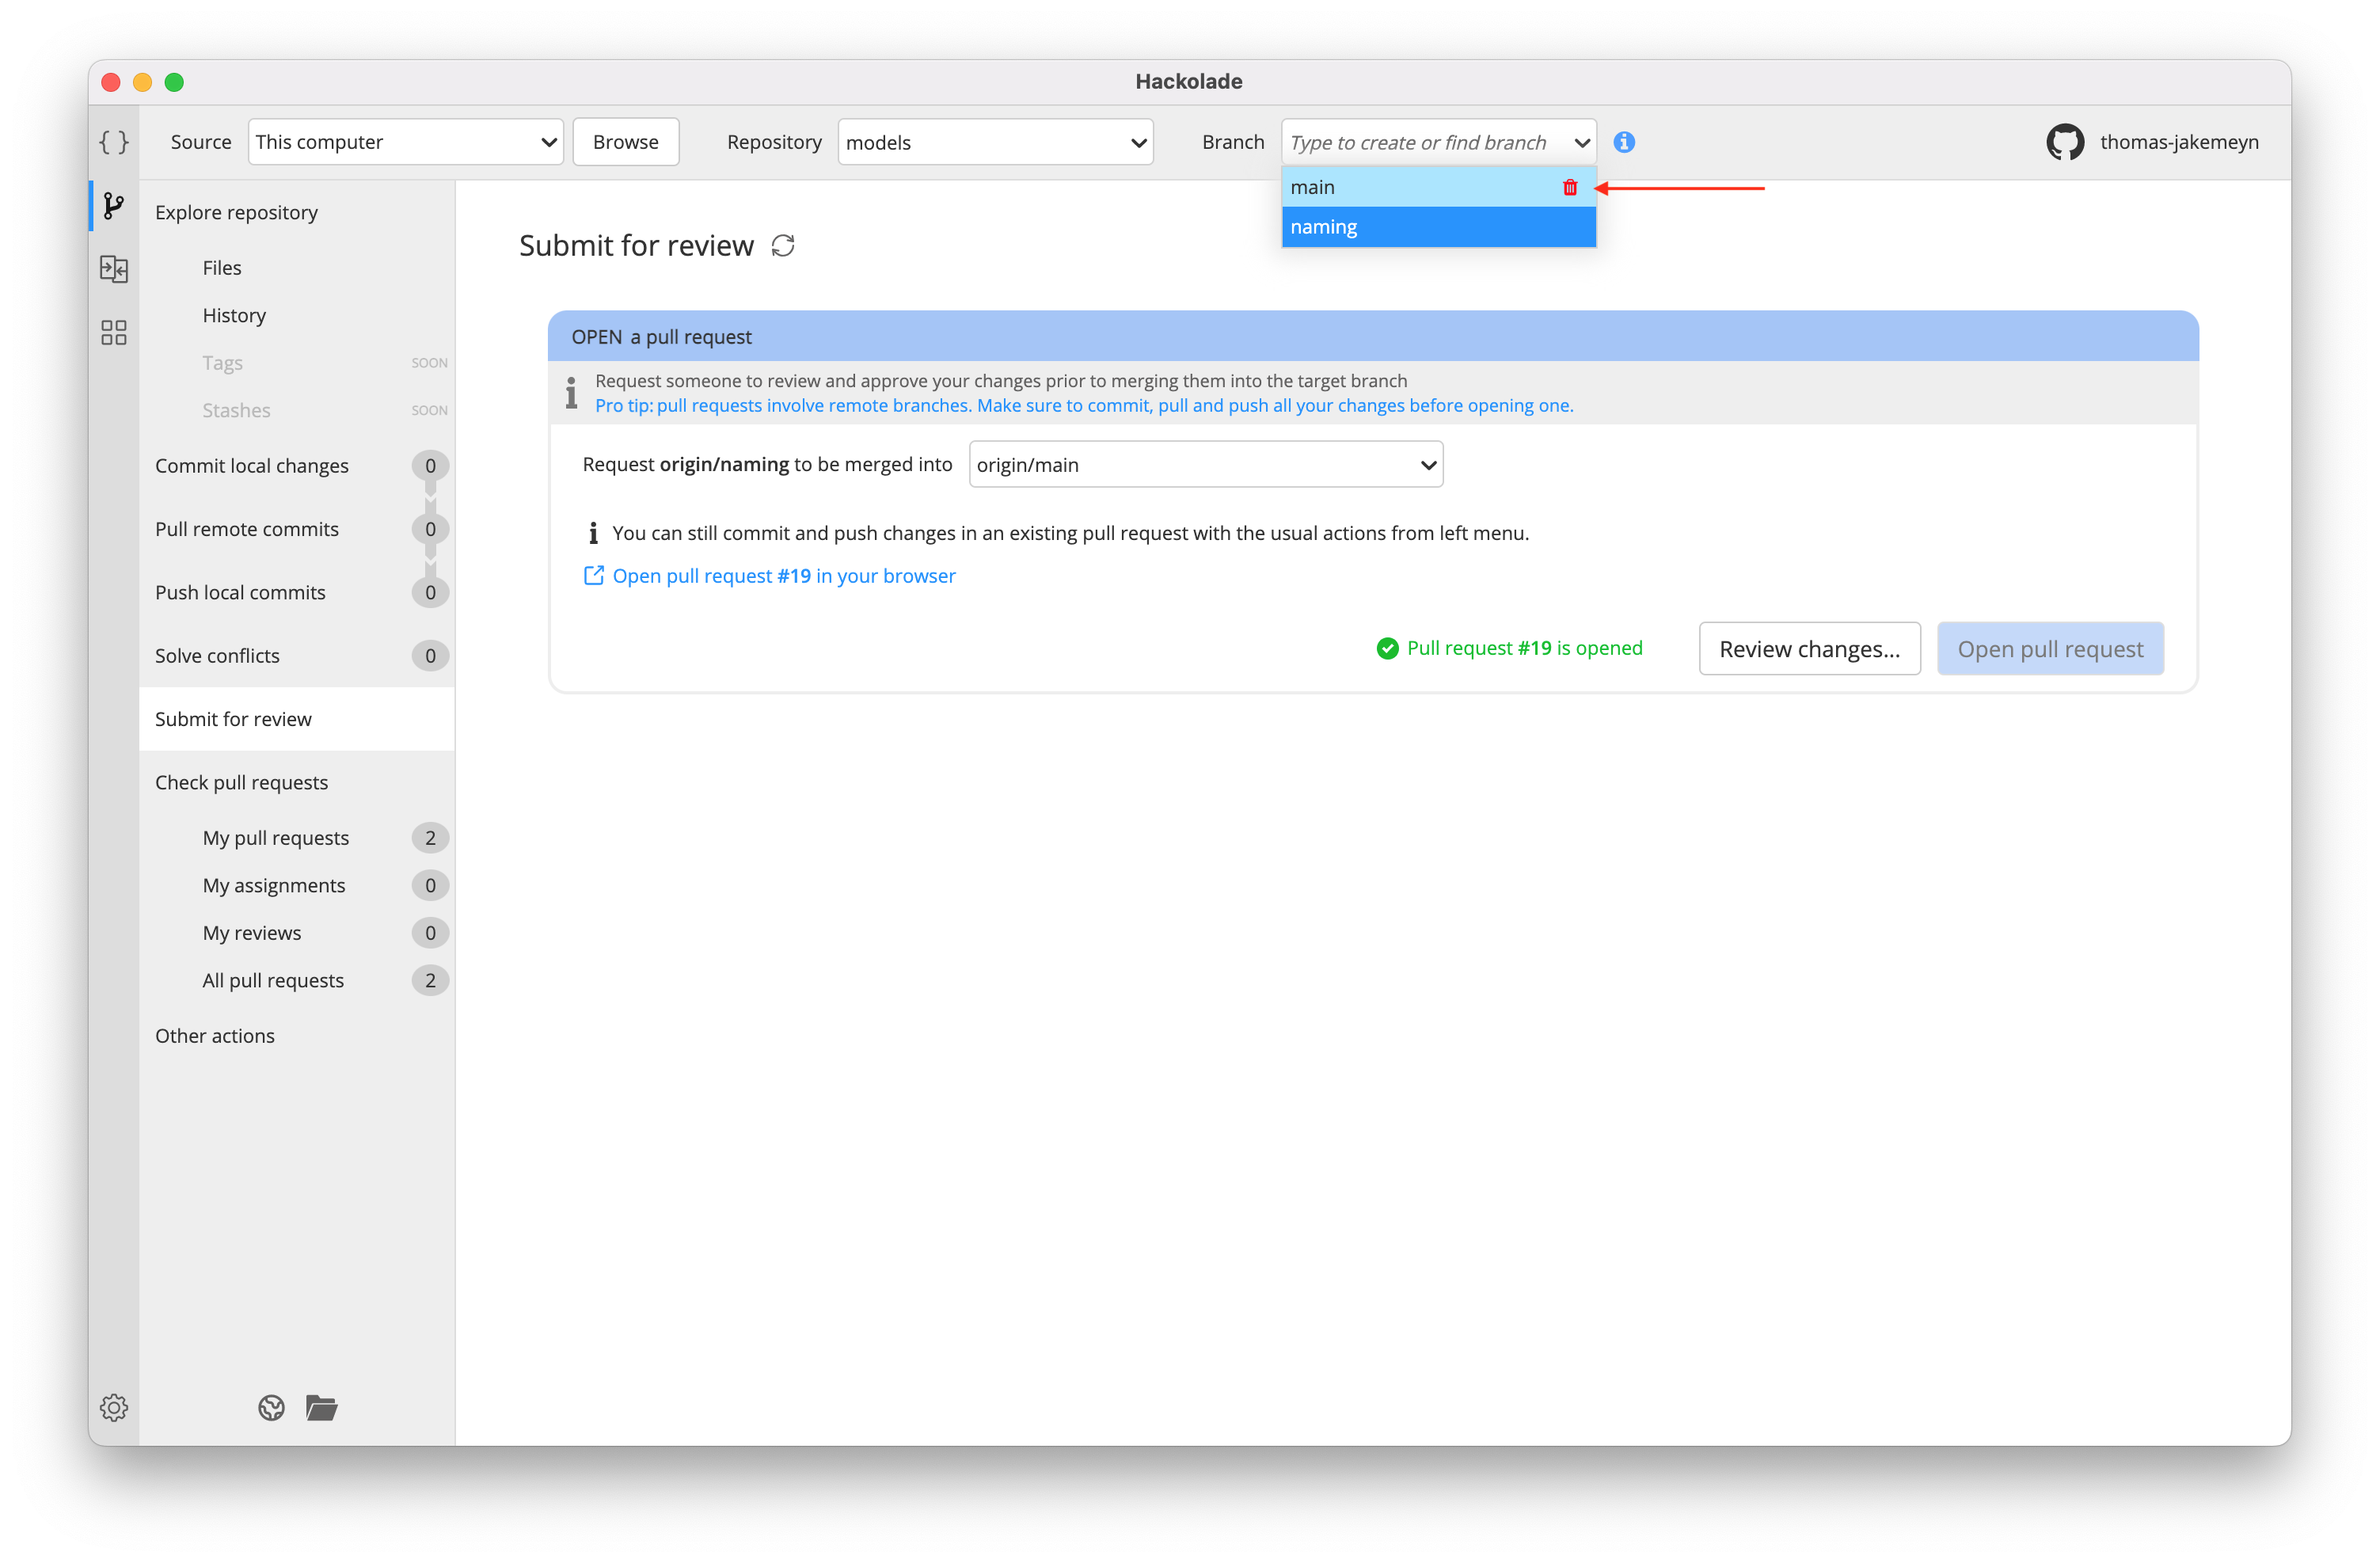 Hackolade
Source This computer Browse Repository models Branch Type to create or find branch thomas-jakemeyn
main
naming
Explore repository
Files
History
Tags SOON
Stashes SOON
Commit local changes 0
Pull remote commits 0
Push local commits 0
Solve conflicts 0
Submit for review
Check pull requests
My pull requests 2
My assignments 0
My reviews 0
All pull requests 2
Other actions
Submit for review
OPEN a pull request
Request someone to review and approve your changes prior to merging them into the target branch
Pro tip: pull requests involve remote branches. Make sure to commit, pull and push all your changes before opening one.
Request origin/naming to be merged into origin/main
You can still commit and push changes in an existing pull request with the usual actions from left menu.
Open pull request #19 in your browser
Pull request #19 is opened Review changes... Open pull request